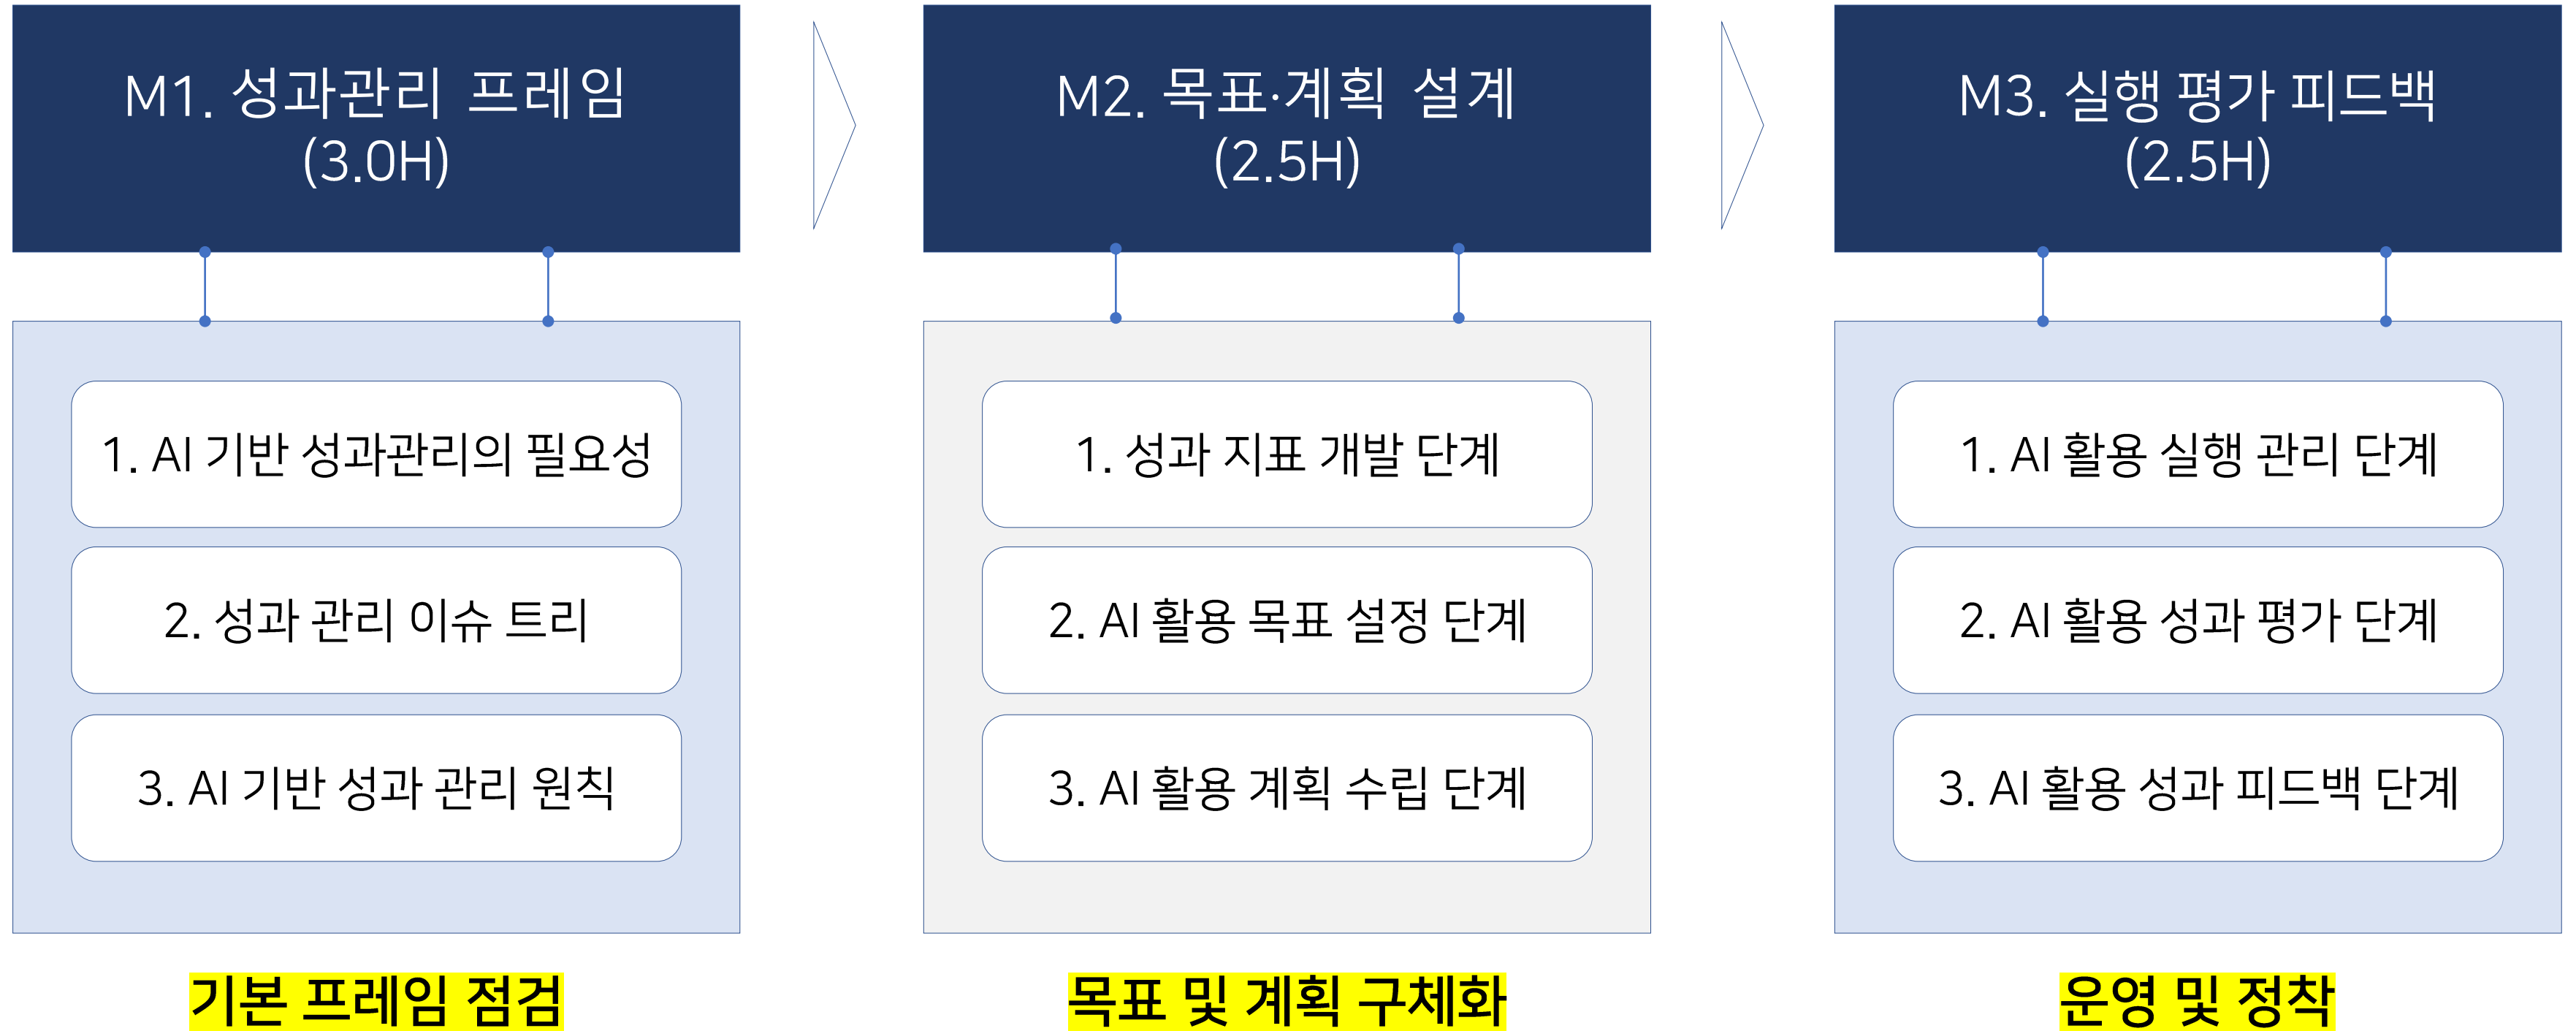 M1. 성과관리 프레임
(3.0H)
1. AI 기반 성과관리의 필요성
2. 성과 관리 이슈 트리
3. AI 기반 성과 관리 원칙
기본 프레임 점검
M2. 목표·계획 설계
(2.5H)
1. 성과 지표 개발 단계
2. AI 활용 목표 설정 단계
3. AI 활용 계획 수립 단계
목표 및 계획 구체화
M3. 실행 평가 피드백
(2.5H)
1. AI 활용 실행 관리 단계
2. AI 활용 성과 평가 단계
3. AI 활용 성과 피드백 단계
운영 및 정착